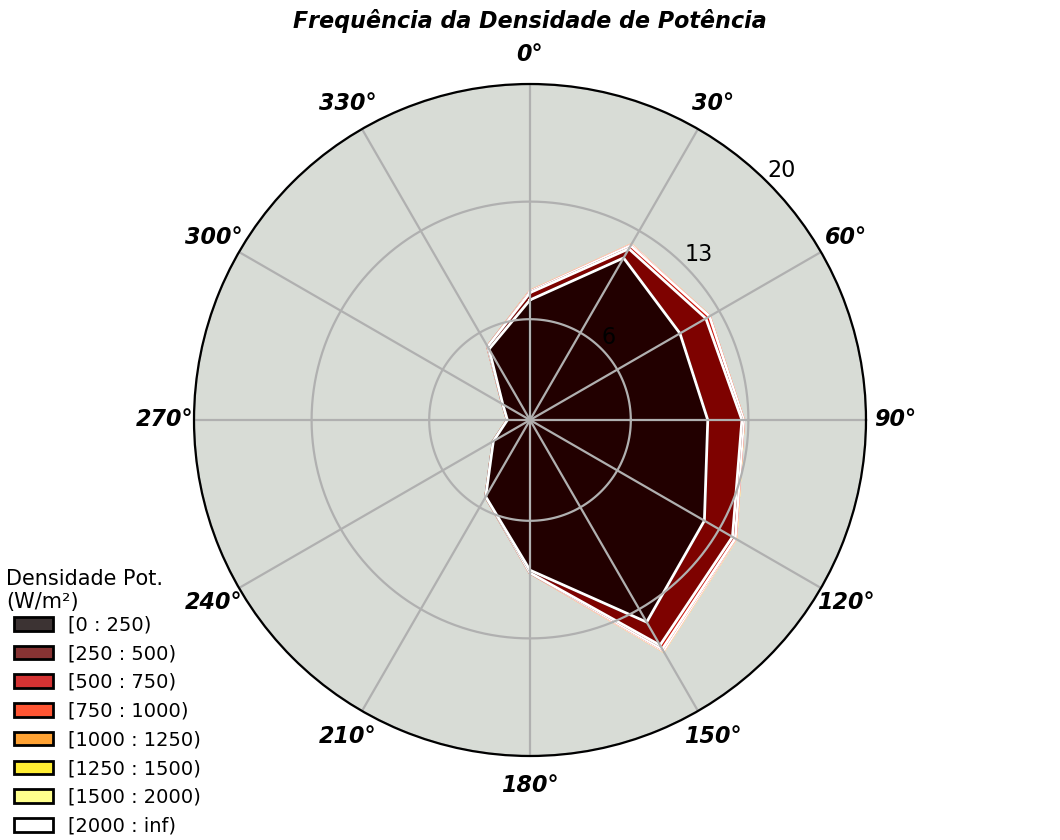 Frequência da Densidade de Potência
0°
330°
30°
20
300°
60°
13
6
270°
90°
240°
120°
210°
150°
180°
Densidade Pot.
(W/m²)
[0 : 250)
[250 : 500)
[500 : 750)
[750 : 1000)
[1000 : 1250)
[1250 : 1500)
[1500 : 2000)
[2000 : inf)